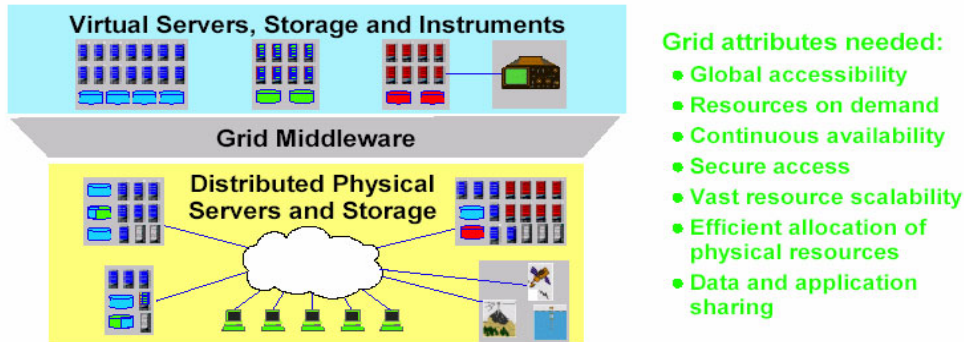 Virtual Servers, Storage and Instruments
Grid Middleware
Distributed Physical
Servers and Storage
Grid attributes needed:
• Global accessibility
• Resources on demand
• Continuous availability
• Secure access
• Vast resource scalability
• Efficient allocation of
physical resources
• Data and application
sharing